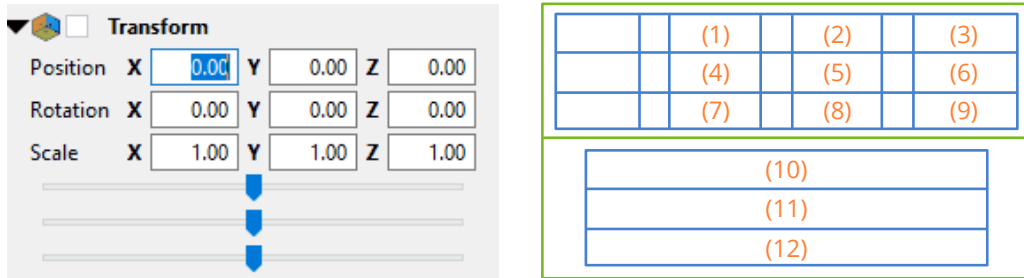 Transform
Position X 0.00 Y 0.00 Z 0.00
Rotation X 0.00 Y 0.00 Z 0.00
Scale X 1.00 Y 1.00 Z 1.00
(1) (2) (3)
(4) (5) (6)
(7) (8) (9)
(10)
(11)
(12)